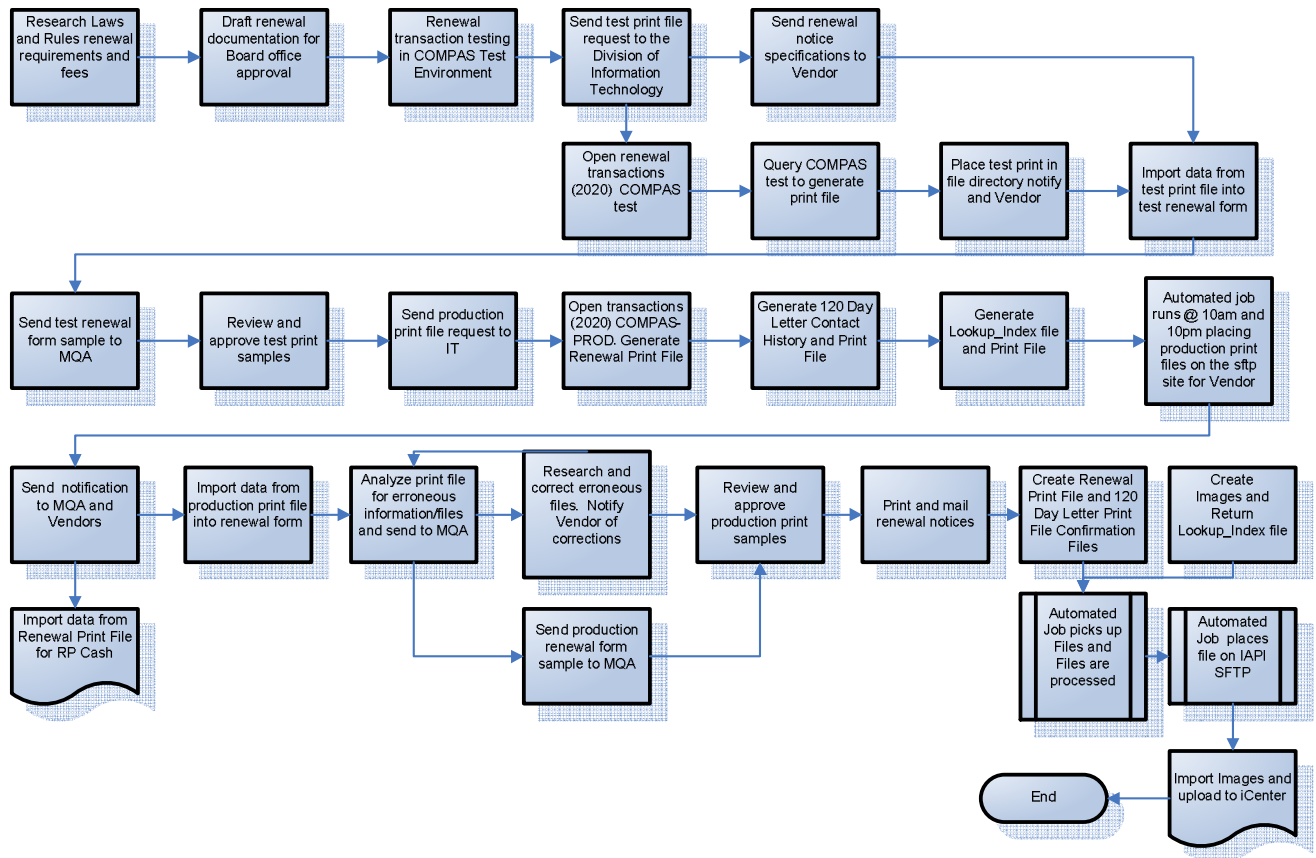 Research Laws
and Rules renewal
requirements and
fees
Draft renewal
documentation for
Board office
approval
Renewal
transaction testing
in COMPAS Test
Environment
Send test print file
request to the
Division of
Information
Technology
Send renewal
notice
specifications to
Vendor
Open renewal
transactions
(2020) COMPAS
test
Query COMPAS
test to generate
print file
Place test print in
file directory notify
and Vendor
Import data from
test print file into
test renewal form
Send test renewal
form sample to
MQA
Review and
approve test print
samples
Send production
print file request to
IT
Open transactions
(2020) COMPAS-
PROD. Generate
Renewal Print File
Generate 120 Day
Letter Contact
History and Print
File
Generate
Lookup_Index file
and Print File
Automated job
runs @ 10am and
10pm placing
production print
files on the sftp
site for Vendor
Send notification
to MQA and
Vendors
Import data from
production print file
into renewal form
Analyze print file
for erroneous
information/files
and send to MQA
Research and
correct erroneous
files. Notify
Vendor of
corrections
Review and
approve
production print
samples
Print and mail
renewal notices
Create Renewal
Print File and 120
Day Letter Print
File Confirmation
Files
Create
Images and
Return
Lookup_Index file
Import data from
Renewal Print File
for RP Cash
Send production
renewal form
sample to MQA
Automated
Job picks up
Files and
Files are
processed
Automated
Job places
file on IAPI
SFTP
Import Images and
upload to iCenter
End